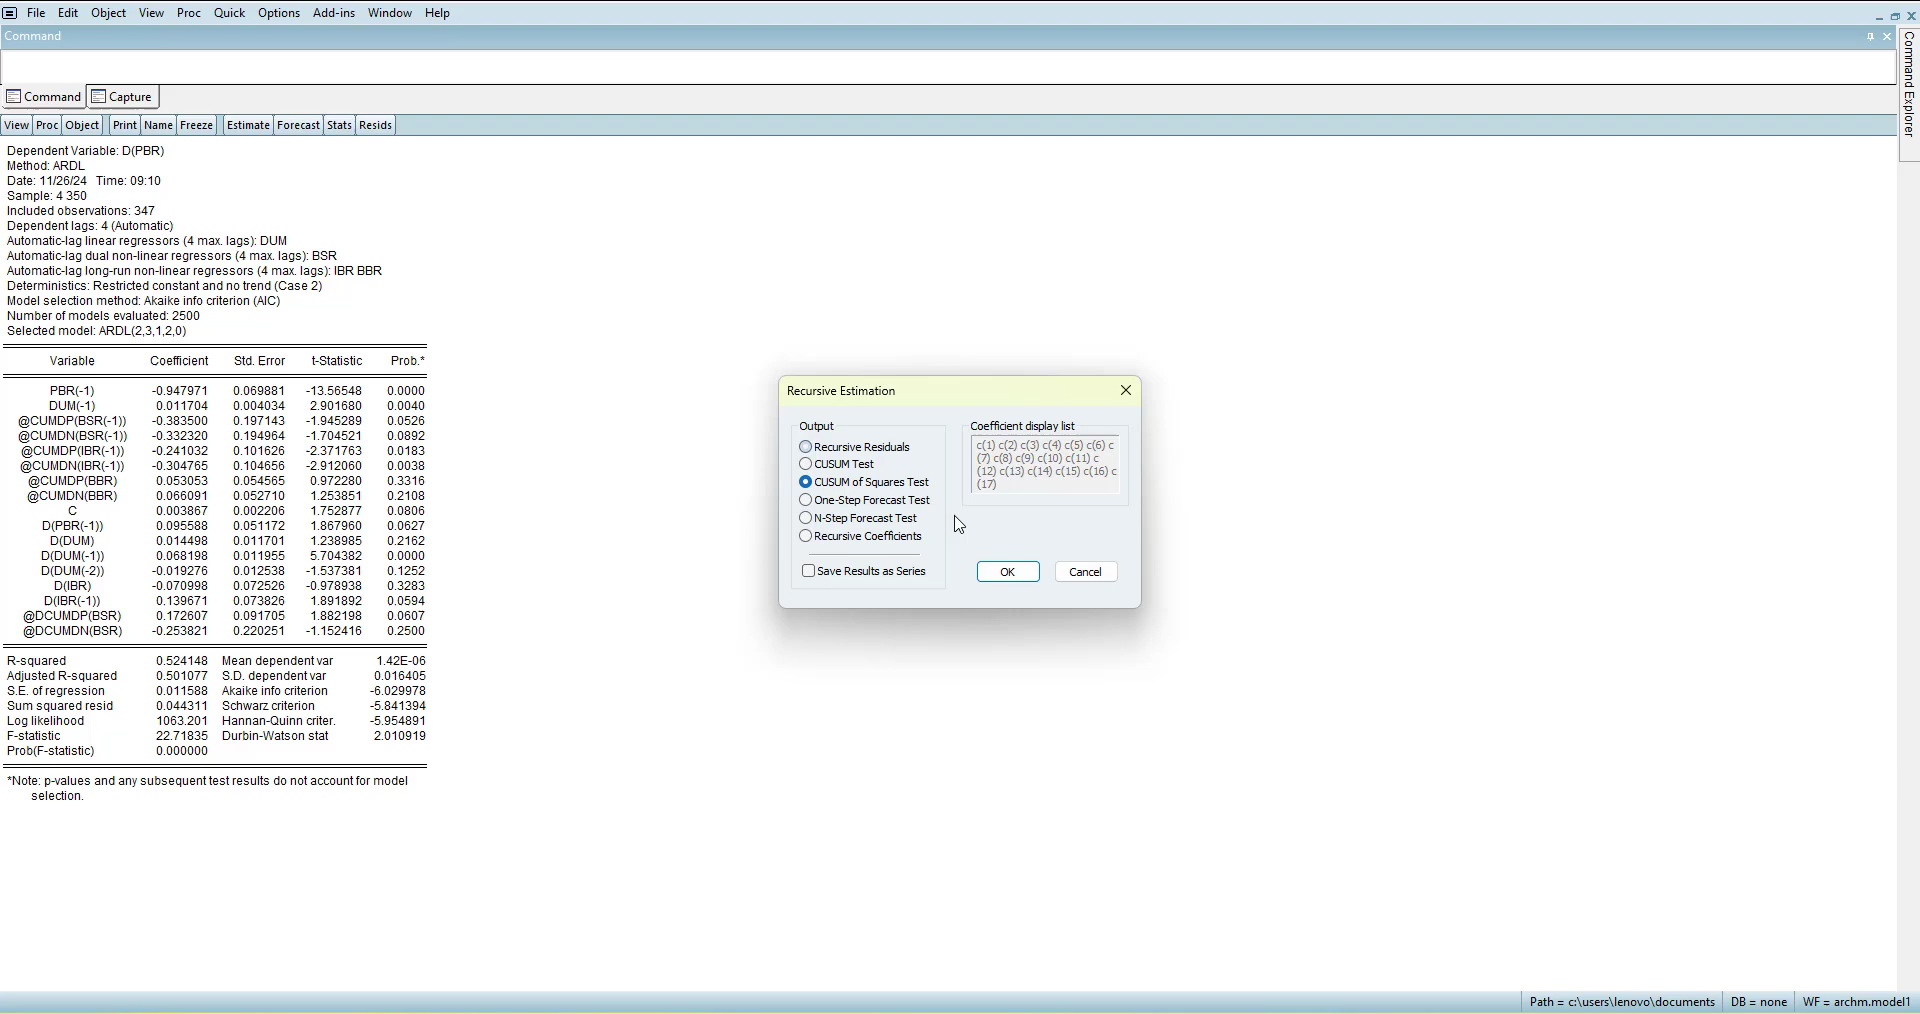 File Edit Object View Proc Quick Options Add-ins Window Help
Command
Command Explorer
Command Capture
View Proc Object Print Name Freeze Estimate Forecast Stats Resids
Dependent Variable: D(PBR)
Method: ARDL
Date: 11/26/24 Time: 09:10
Sample: 4 350
Included observations: 347
Dependent lags: 4 (Automatic)
Automatic-lag linear regressors (4 max. lags): DUM
Automatic-lag dual non-linear regressors (4 max. lags): BSR
Automatic-lag long-run non-linear regressors (4 max. lags): IBR BBR
Deterministics: Restricted constant and no trend (Case 2)
Model selection method: Akaike info criterion (AIC)
Number of models evaluated: 2500
Selected model: ARDL(2,3,1,2,0)
Variable Coefficient Std. Error t-Statistic Prob.*
PBR(-1) -0.947971 0.069881 -13.56548 0.0000
DUM(-1) 0.011704 0.004034 2.901680 0.0040
@CUMDP(BSR(-1)) -0.383500 0.197143 -1.945289 0.0526
@CUMDN(BSR(-1)) -0.332320 0.194964 -1.704521 0.0892
@CUMDP(IBR(-1)) -0.241032 0.101626 -2.371763 0.0183
@CUMDN(IBR(-1)) -0.304765 0.104656 -2.912060 0.0038
@CUMDP(BBR) 0.053053 0.054565 0.972280 0.3316
@CUMDN(BBR) 0.066091 0.052710 1.253851 0.2108
C 0.003867 0.002206 1.752877 0.0806
D(PBR(-1)) 0.095588 0.051172 1.867960 0.0627
D(DUM) 0.014498 0.011701 1.238985 0.2162
D(DUM(-1)) 0.068198 0.011955 5.704382 0.0000
D(DUM(-2)) -0.019276 0.012538 -1.537381 0.1252
D(IBR) -0.070998 0.072526 -0.978938 0.3283
D(IBR(-1)) 0.139671 0.073826 1.891892 0.0594
@DCUMDP(BSR) 0.172607 0.091705 1.882198 0.0607
@DCUMDN(BSR) -0.253821 0.220251 -1.152416 0.2500
R-squared 0.524148 Mean dependent var 1.42E-06
Adjusted R-squared 0.501077 S.D. dependent var 0.016405
S.E. of regression 0.011588 Akaike info criterion -6.029978
Sum squared resid 0.044311 Schwarz criterion -5.841394
Log likelihood 1063.201 Hannan-Quinn criter. -5.954891
F-statistic 22.71835 Durbin-Watson stat 2.010919
Prob(F-statistic) 0.000000
*Note: p-values and any subsequent test results do not account for model
selection.
Recursive Estimation
Output
Recursive Residuals
CUSUM Test
CUSUM of Squares Test
One-Step Forecast Test
N-Step Forecast Test
Recursive Coefficients
Save Results as Series
Coefficient display list
c(1) c(2) c(3) c(4) c(5) c(6) c
(7) c(8) c(9) c(10) c(11) c
(12) c(13) c(14) c(15) c(16) c
(17)
OK Cancel
Path = c:\users\lenovo\documents DB = none WF = archm.model1